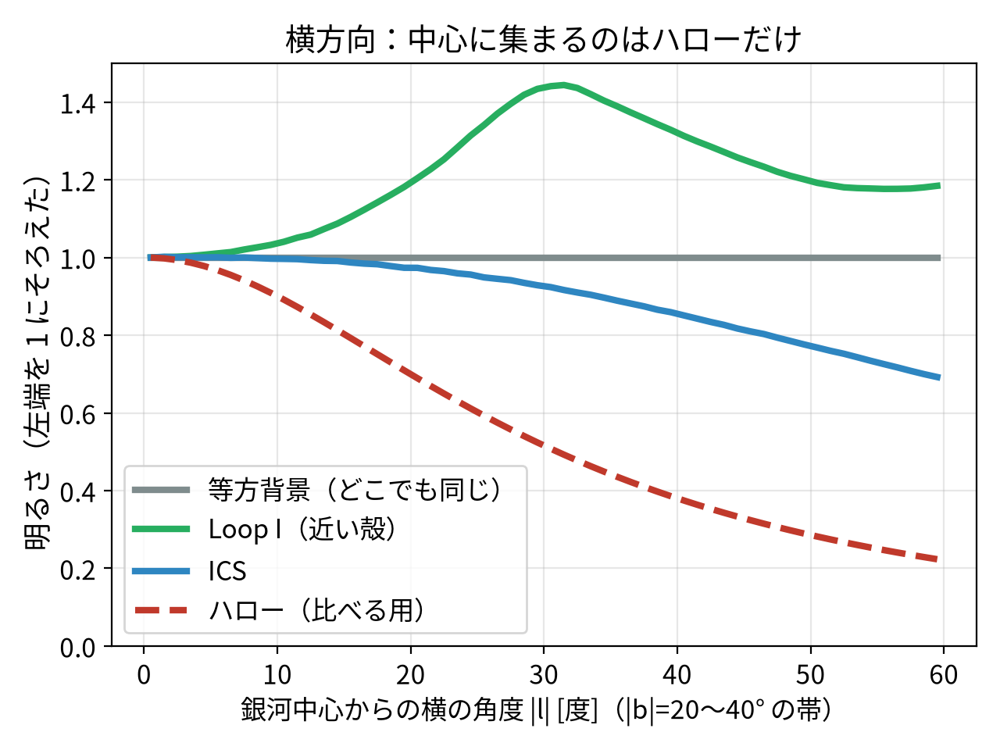 横方向：中心に集まるのはハローだけ
明るさ（左端を 1 にそろえた）
1.4
1.2
1.0
0.8
0.6
0.4
0.2
0.0
等方背景（どこでも同じ）
Loop I（近い殻）
ICS
ハロー（比べる用）
0 10 20 30 40 50 60
銀河中心からの横の角度 |l| [度]（|b|=20〜40° の帯）